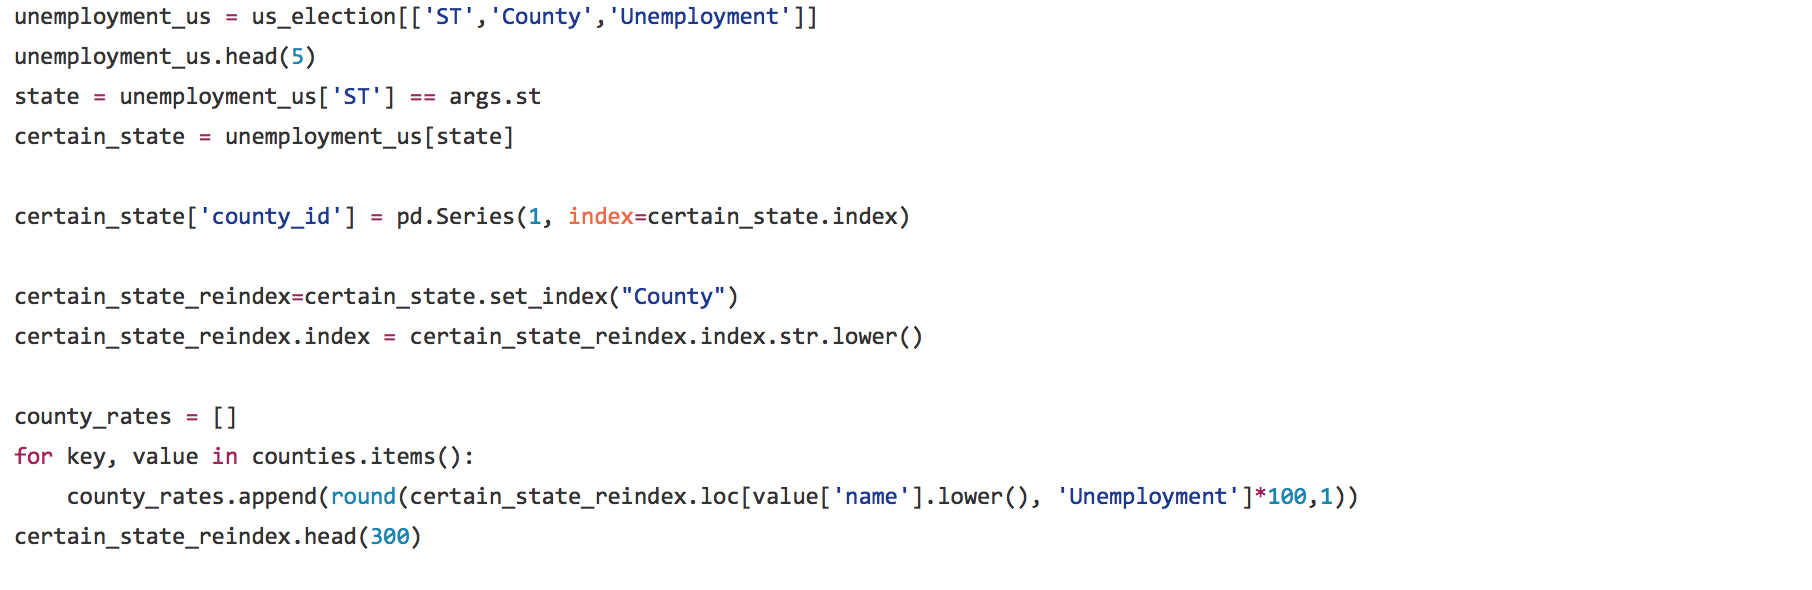 unemployment_us = us_election[['ST','County','Unemployment']]
unemployment_us.head(5)
state = unemployment_us['ST'] == args.st
certain_state = unemployment_us[state]
certain_state['county_id'] = pd.Series(1, index=certain_state.index)
certain_state_reindex=certain_state.set_index("County")
certain_state_reindex.index = certain_state_reindex.index.str.lower()
county_rates = []
for key, value in counties.items():
    county_rates.append(round(certain_state_reindex.loc[value['name'].lower(), 'Unemployment']*100,1))
certain_state_reindex.head(300)